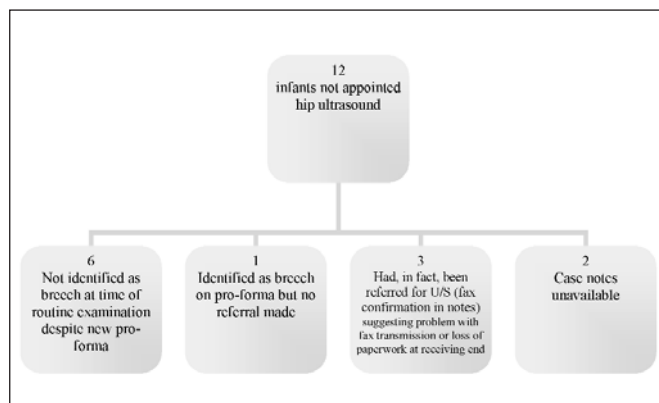 12
infants not appointed
hip ultrasound
6
Not identified as
breech at time of
routine examination
despite new pro-
forma
1
Identified as breech
on pro-forma but no
referral made
3
Had, in fact, been
referred for U/S (fax
confirmation in notes)
suggesting problem with
fax transmission or loss of
paperwork at receiving end
2
Case notes
unavailable